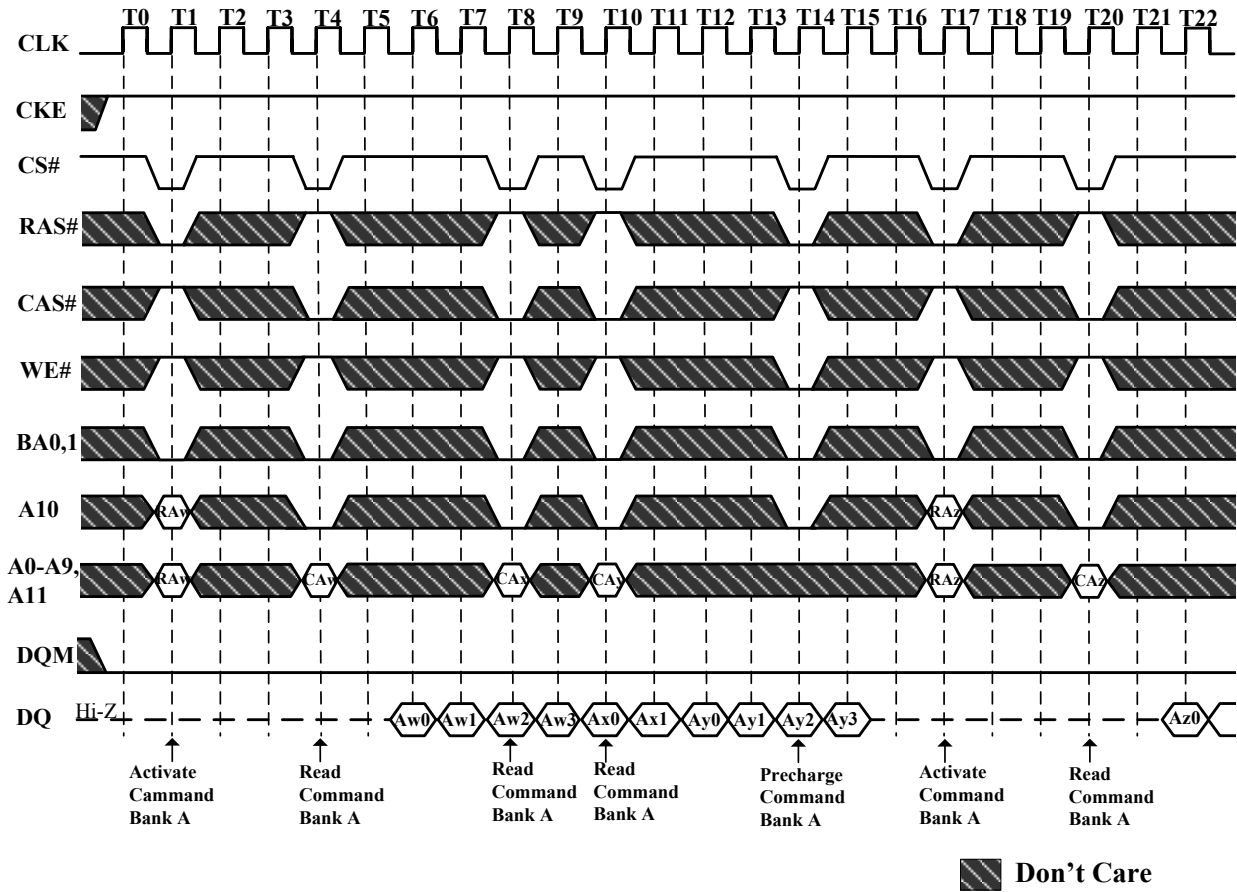 T0 T1 T2 T3 T4 T5 T6 T7 T8 T9 T10 T11 T12 T13 T14 T15 T16 T17 T18 T19 T20 T21 T22
CLK
CKE
CS#
RAS#
CAS#
WE#
BA0,1
A10 RAw RAz
A0-A9, RAw CAw CAx CAy RAz CAz
A11
DQM
DQ Hi-Z Aw0 Aw1 Aw2 Aw3 Ax0 Ax1 Ay0 Ay1 Ay2 Ay3 Az0
Activate
Cammand
Bank A
Read
Command
Bank A
Read
Command
Bank A
Read
Command
Bank A
Precharge
Command
Bank A
Activate
Command
Bank A
Read
Command
Bank A
Don't Care